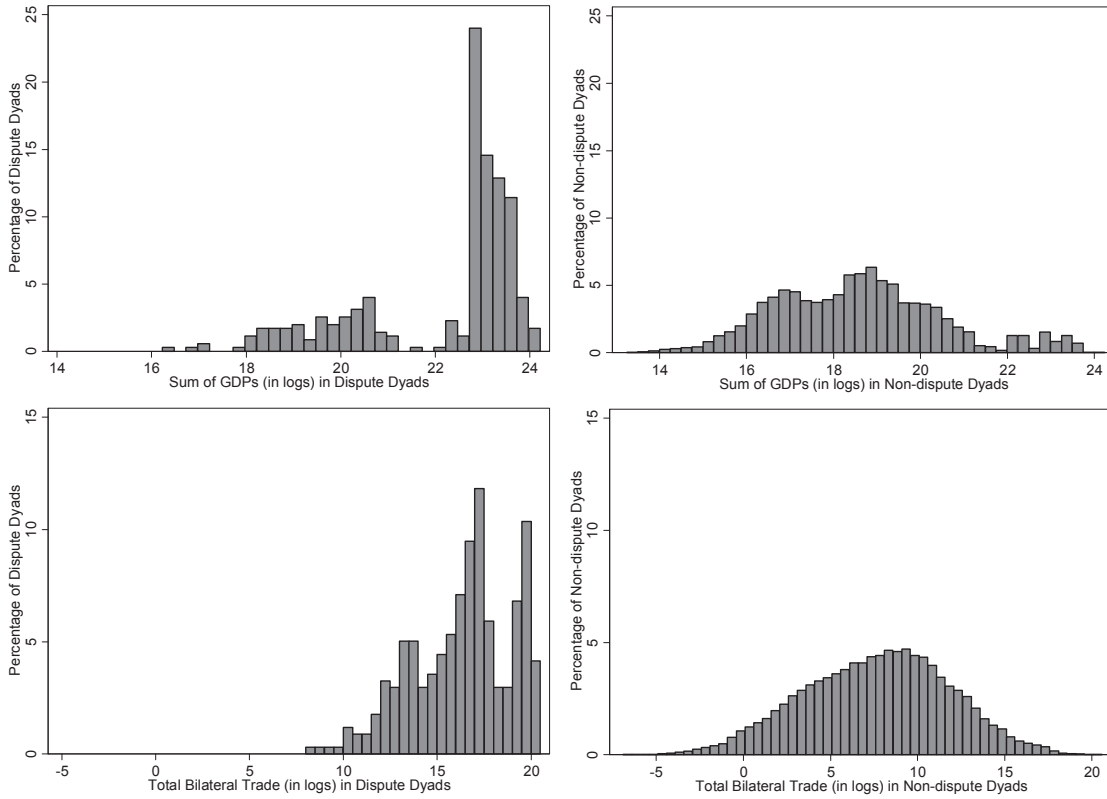 Percentage of Dispute Dyads
25
20
15
10
5
0
14 16 18 20 22 24
Sum of GDPs (in logs) in Dispute Dyads
Percentage of Non-dispute Dyads
25
20
15
10
5
0
14 16 18 20 22 24
Sum of GDPs (in logs) in Non-dispute Dyads
Percentage of Dispute Dyads
15
10
5
0
-5 0 5 10 15 20
Total Bilateral Trade (in logs) in Dispute Dyads
Percentage of Non-dispute Dyads
15
10
5
0
-5 0 5 10 15 20
Total Bilateral Trade (in logs) in Non-dispute Dyads